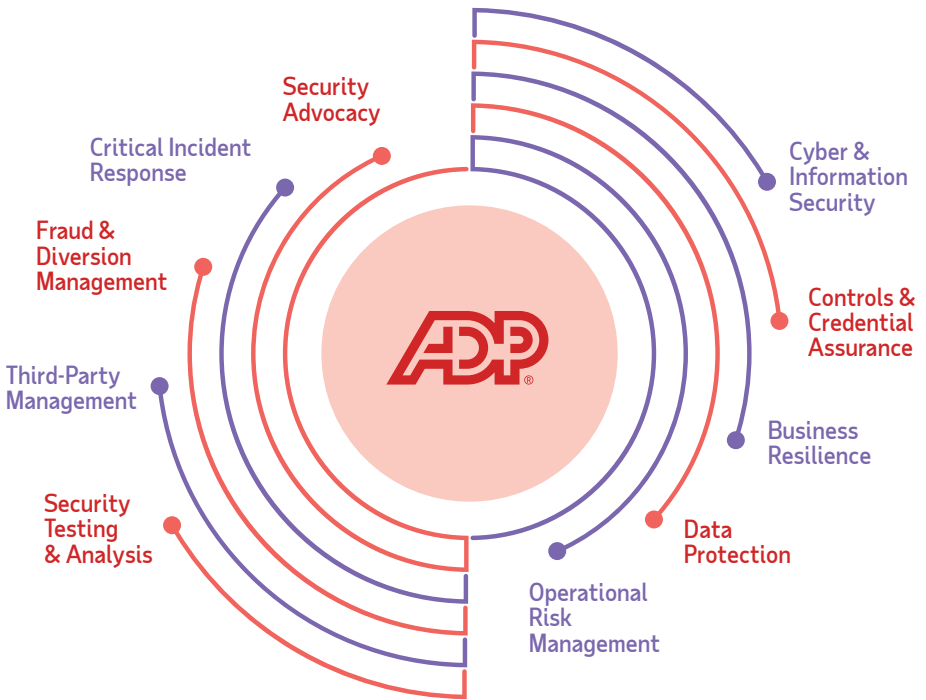 Security
Advocacy
Critical Incident
Response
Fraud &
Diversion
Management
Third-Party
Management
Security
Testing
& Analysis
ADP®
Cyber &
Information
Security
Controls &
Credential
Assurance
Business
Resilience
Data
Protection
Operational
Risk
Management